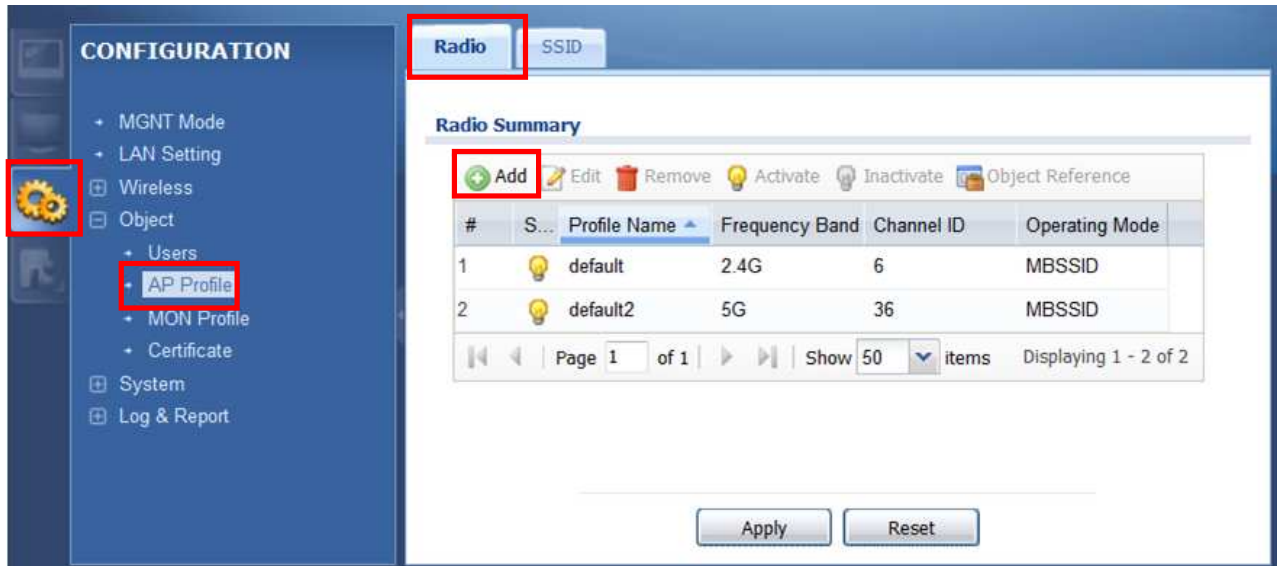 CONFIGURATION
MGNT Mode
LAN Setting
Wireless
Object
Users
AP Profile
MON Profile
Certificate
System
Log & Report
Radio SSID
Radio Summary
Add Edit Remove Activate Inactivate Object Reference
# S... Profile Name Frequency Band Channel ID Operating Mode
1 default 2.4G 6 MBSSID
2 default2 5G 36 MBSSID
Page 1 of 1 Show 50 items Displaying 1 - 2 of 2
Apply Reset